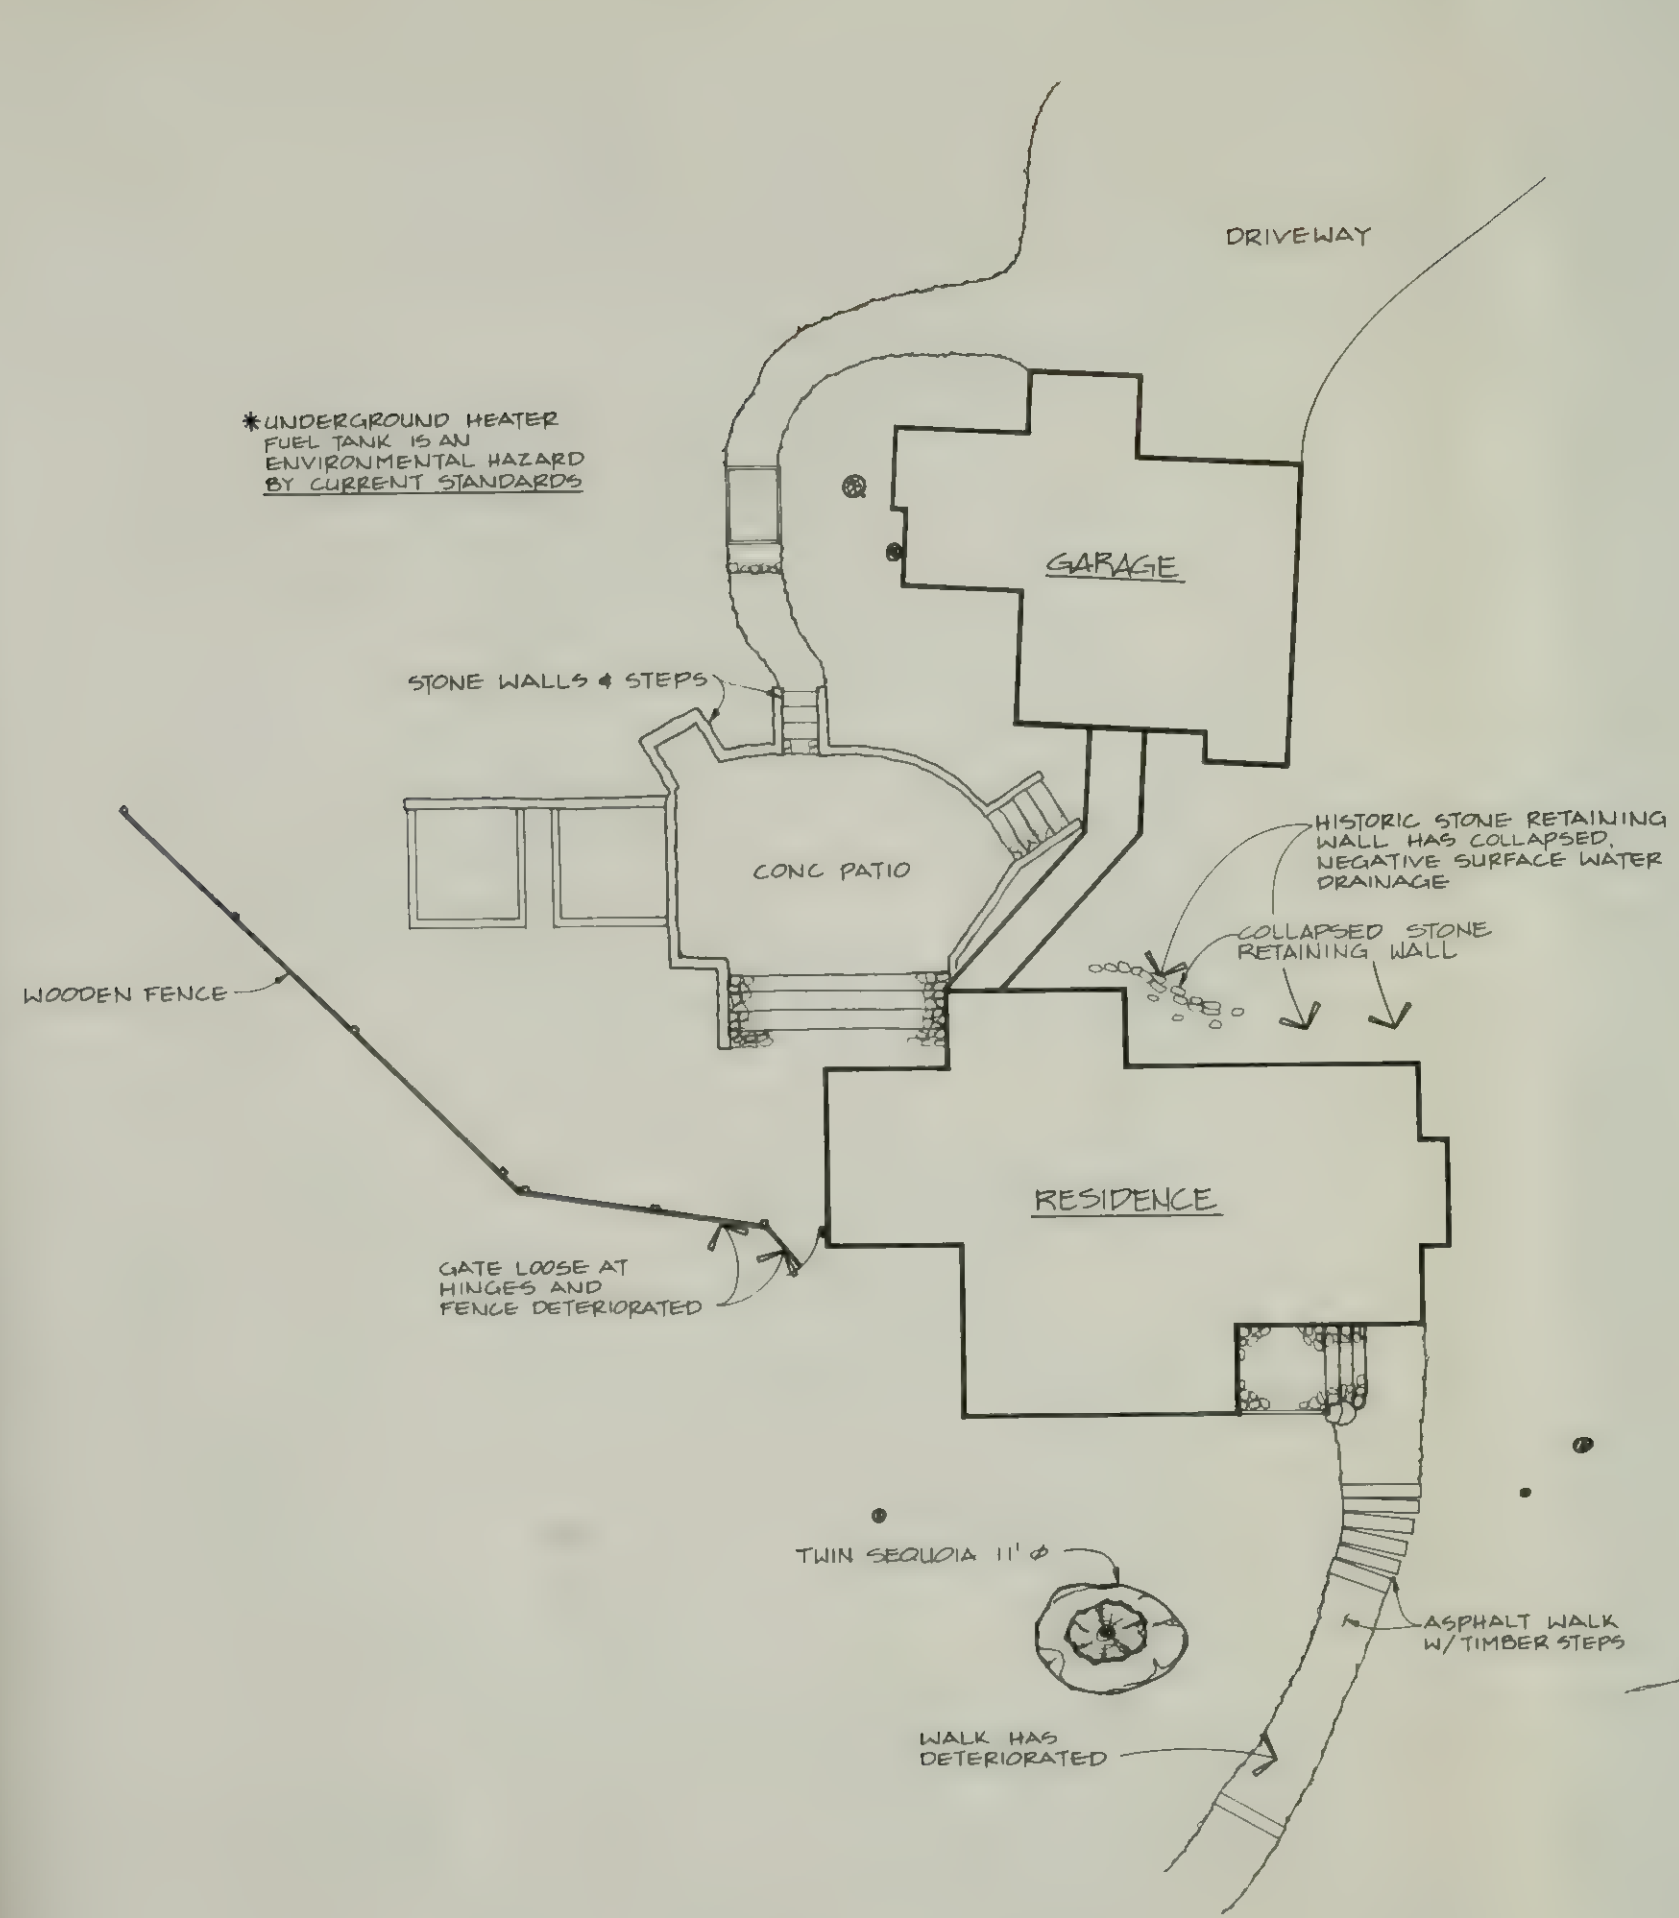 DRIVEWAY
*UNDERGROUND HEATER
FUEL TANK IS AN
ENVIRONMENTAL HAZARD
BY CURRENT STANDARDS
GARAGE
STONE WALLS & STEPS
HISTORIC STONE RETAINING
WALL HAS COLLAPSED.
NEGATIVE SURFACE WATER
DRAINAGE
CONC PATIO
COLLAPSED STONE
RETAINING WALL
WOODEN FENCE
RESIDENCE
GATE LOOSE AT
HINGES AND
FENCE DETERIORATED
TWIN SEQUOIA 11' ⌀
ASPHALT WALK
W/TIMBER STEPS
WALK HAS
DETERIORATED